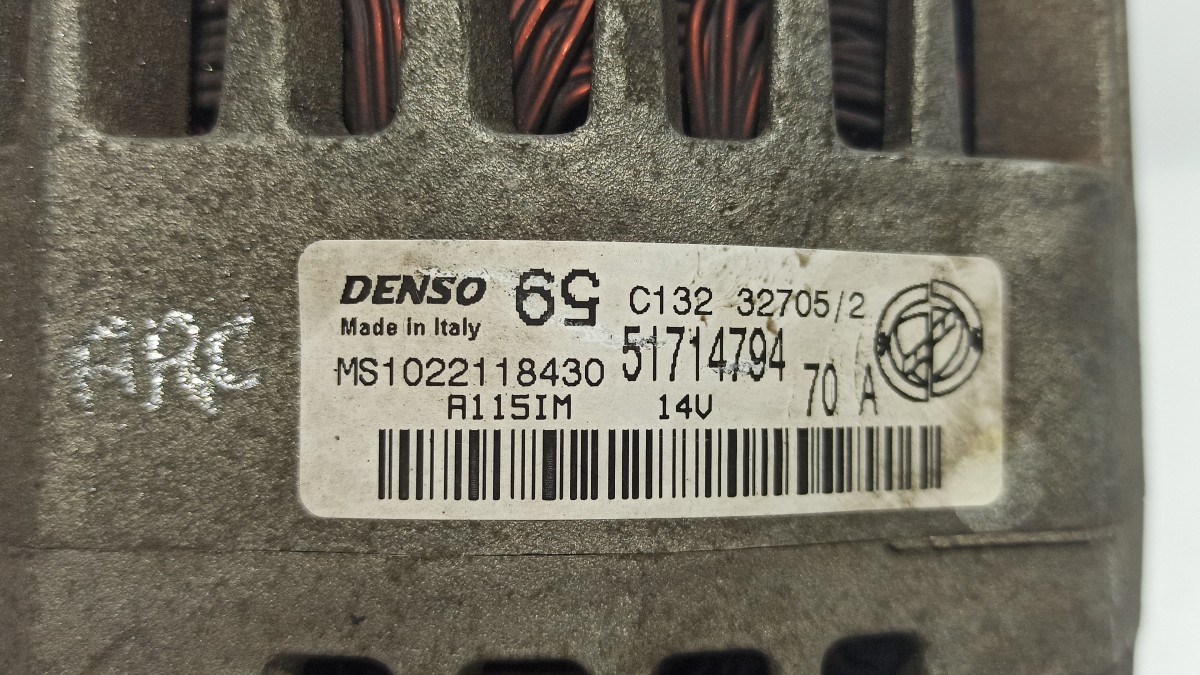 DENSO 59 C132 32705/2
Made in Italy
MS1022118430 51714794 70 A
A115IM 14V
ARC